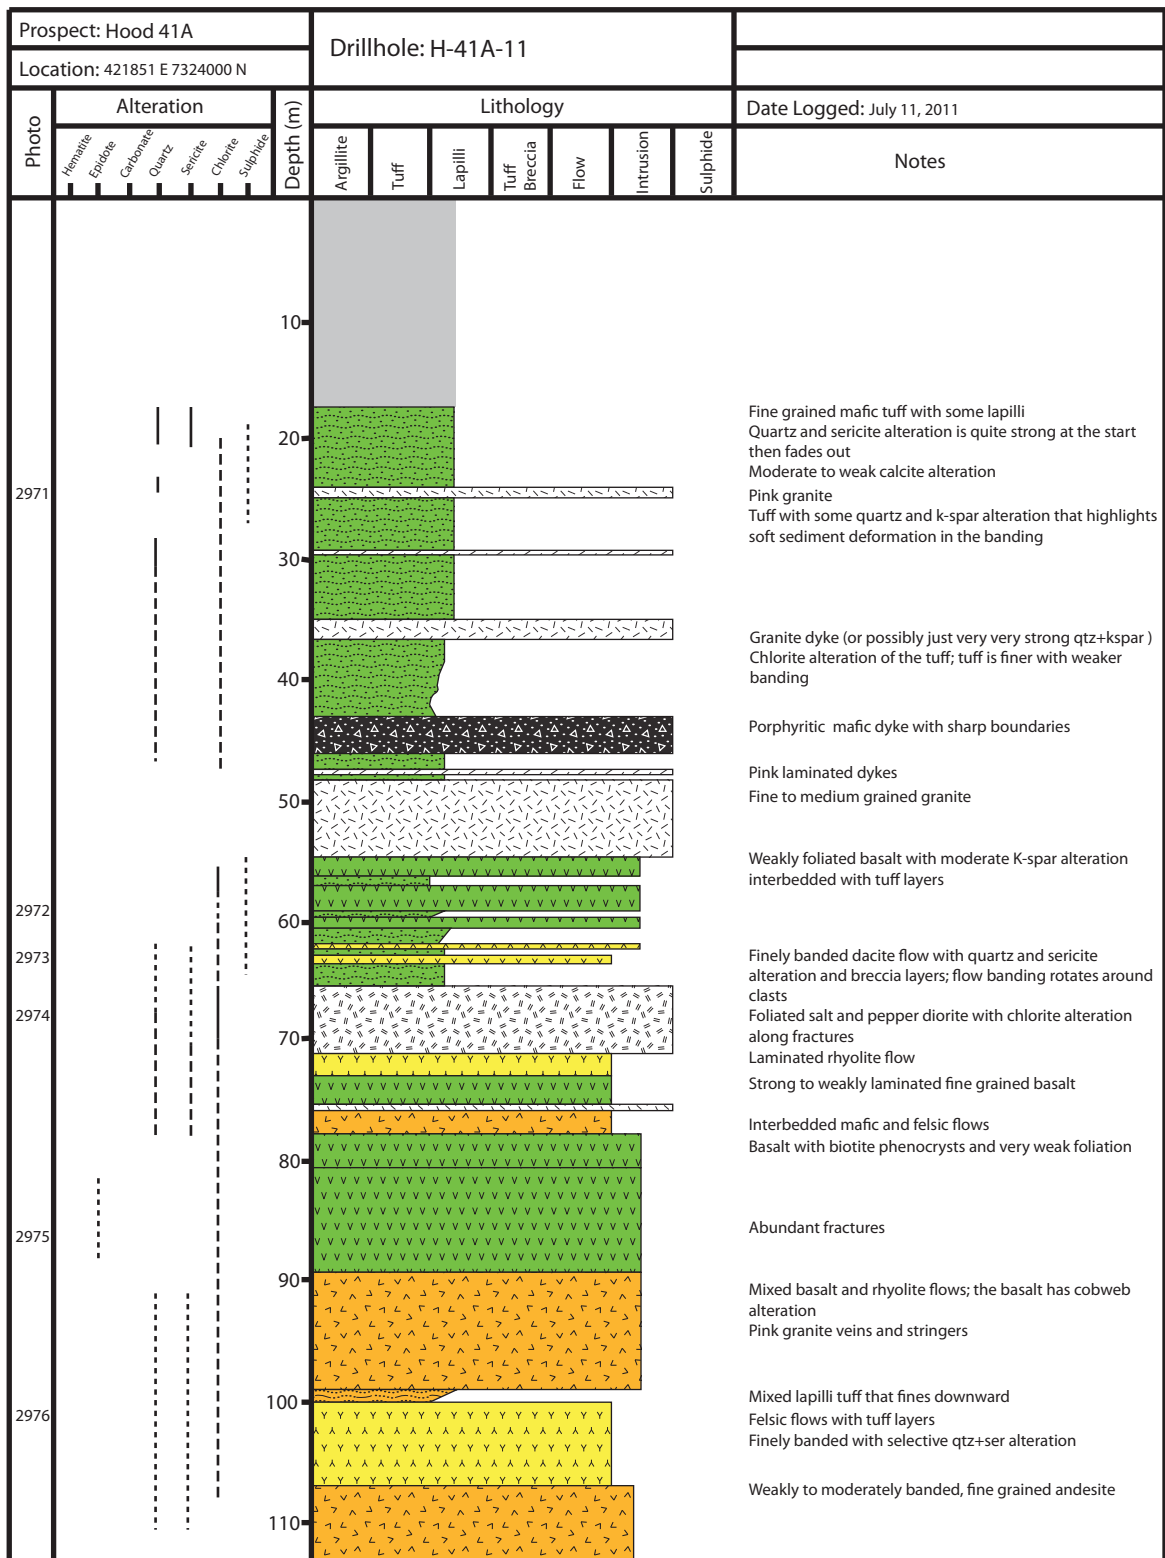 Prospect: Hood 41A
Location: 421851 E 7324000 N
Drillhole: H-41A-11
Photo
Alteration
Hematite
Epidote
Carbonate
Quartz
Sericite
Chlorite
Sulphide
Depth (m)
Lithology
Argillite
Tuff
Lapilli
Tuff
Breccia
Flow
Intrusion
Sulphide
Date Logged: July 11, 2011
Notes
10
Fine grained mafic tuff with some lapilli
20
Quartz and sericite alteration is quite strong at the start
then fades out
Moderate to weak calcite alteration
2971
Pink granite
Tuff with some quartz and k-spar alteration that highlights
soft sediment deformation in the banding
30
Granite dyke (or possibly just very very strong qtz+kspar )
Chlorite alteration of the tuff; tuff is finer with weaker
banding
40
Porphyritic mafic dyke with sharp boundaries
Pink laminated dykes
50
Fine to medium grained granite
Weakly foliated basalt with moderate K-spar alteration
interbedded with tuff layers
2972
60
2973
Finely banded dacite flow with quartz and sericite
alteration and breccia layers; flow banding rotates around
clasts
2974
Foliated salt and pepper diorite with chlorite alteration
along fractures
70
Laminated rhyolite flow
Strong to weakly laminated fine grained basalt
Interbedded mafic and felsic flows
Basalt with biotite phenocrysts and very weak foliation
80
2975
Abundant fractures
90
Mixed basalt and rhyolite flows; the basalt has cobweb
alteration
Pink granite veins and stringers
100
Mixed lapilli tuff that fines downward
2976
Felsic flows with tuff layers
Finely banded with selective qtz+ser alteration
Weakly to moderately banded, fine grained andesite
110